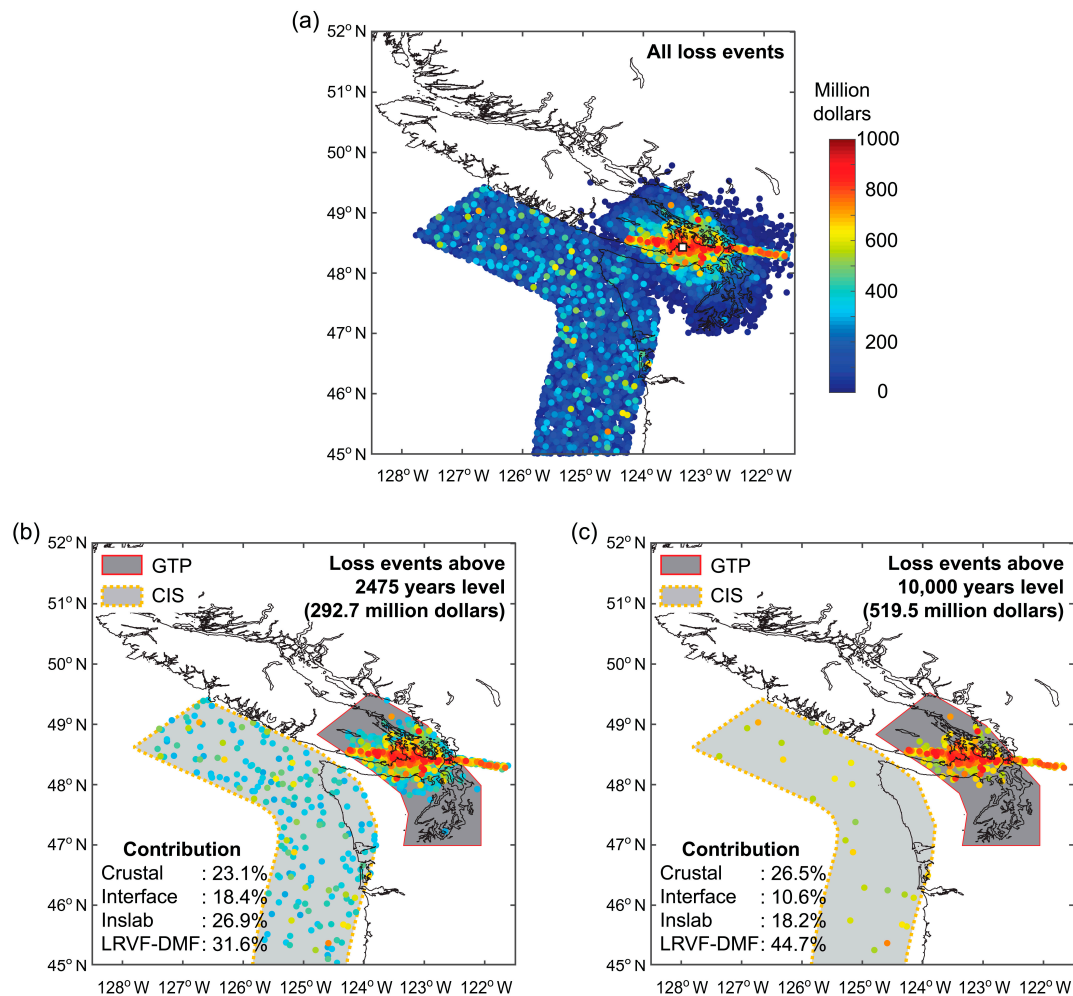 (a)
All loss events
52° N
51° N
50° N
49° N
48° N
47° N
46° N
45° N
128° W 127° W 126° W 125° W 124° W 123° W 122° W
Million
dollars
1000
800
600
400
200
0
(b)
GTP
CIS
Loss events above
2475 years level
(292.7 million dollars)
52° N
51° N
50° N
49° N
48° N
47° N
46° N
45° N
Contribution
Crustal : 23.1%
Interface : 18.4%
Inslab : 26.9%
LRVF-DMF : 31.6%
128° W 127° W 126° W 125° W 124° W 123° W 122° W
(c)
GTP
CIS
Loss events above
10,000 years level
(519.5 million dollars)
52° N
51° N
50° N
49° N
48° N
47° N
46° N
45° N
Contribution
Crustal : 26.5%
Interface : 10.6%
Inslab : 18.2%
LRVF-DMF : 44.7%
128° W 127° W 126° W 125° W 124° W 123° W 122° W